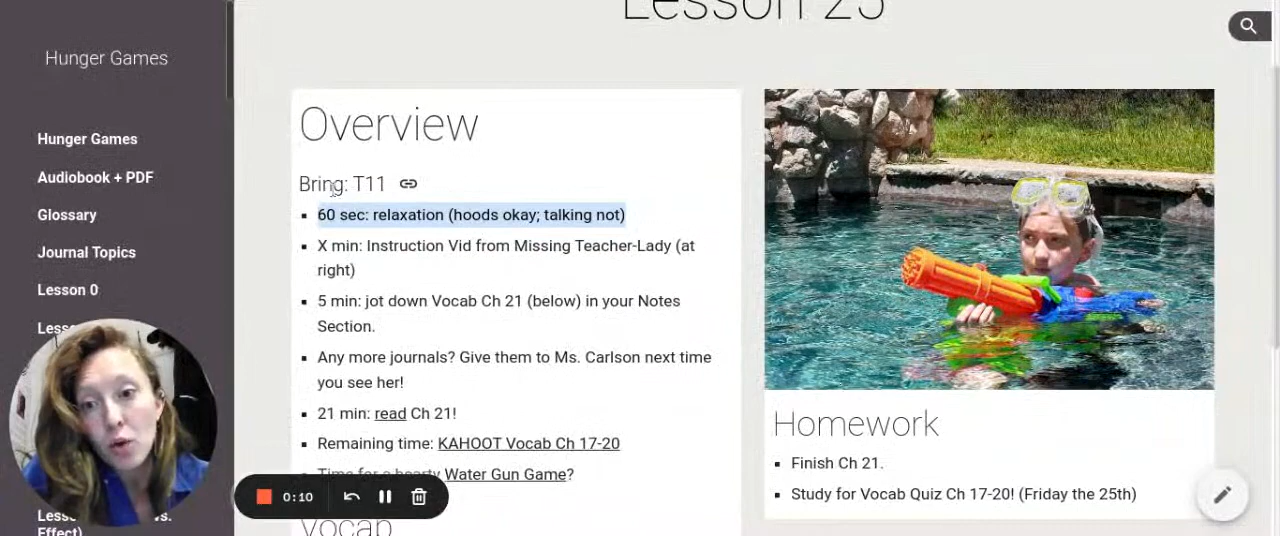 Lesson 25
Hunger Games
Hunger Games
Audiobook + PDF
Glossary
Journal Topics
Lesson 0
Overview
Bring: T11
60 sec: relaxation (hoods okay; talking not)
X min: Instruction Vid from Missing Teacher-Lady (at
right)
5 min: jot down Vocab Ch 21 (below) in your Notes
Section.
Any more journals? Give them to Ms. Carlson next time
you see her!
21 min: read Ch 21!
Remaining time: KAHOOT Vocab Ch 17-20
Time for a hearty Water Gun Game?
Vocab
Homework
Finish Ch 21.
Study for Vocab Quiz Ch 17-20! (Friday the 25th)
0:10
vs.
Effect)